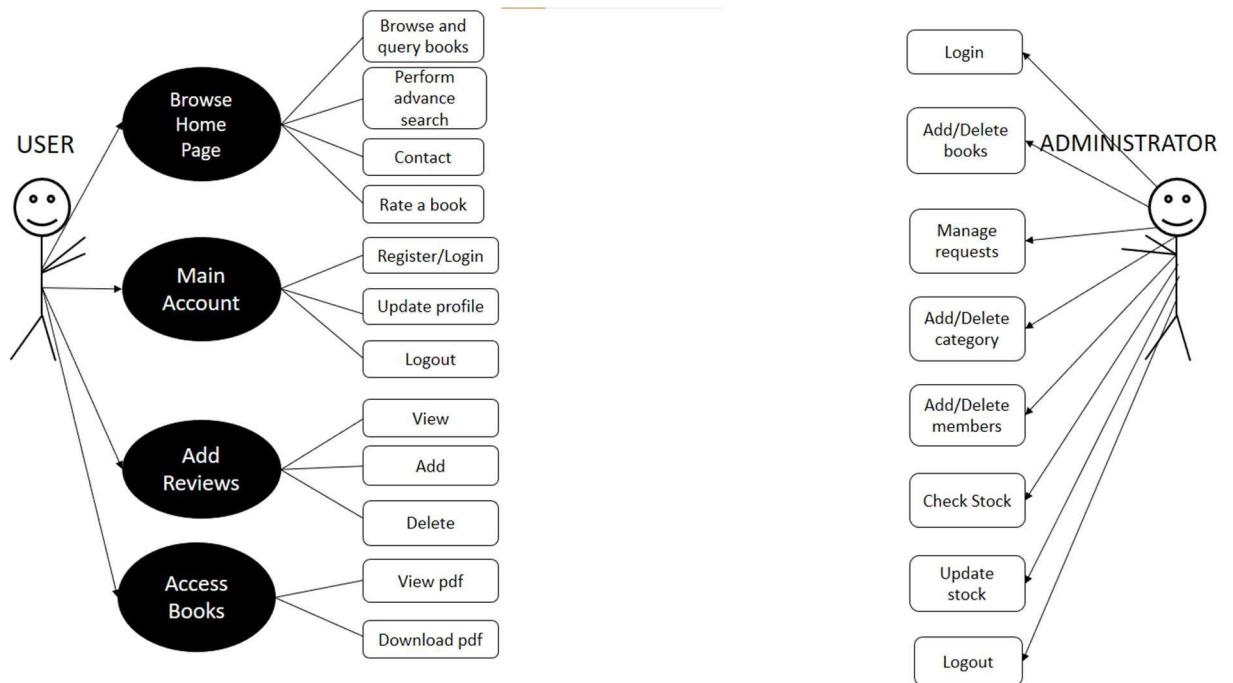 USER
Browse
Home
Page
Browse and
query books
Perform
advance
search
Contact
Rate a book
Main
Account
Register/Login
Update profile
Logout
Add
Reviews
View
Add
Delete
Access
Books
View pdf
Download pdf
ADMINISTRATOR
Login
Add/Delete
books
Manage
requests
Add/Delete
category
Add/Delete
members
Check Stock
Update
stock
Logout